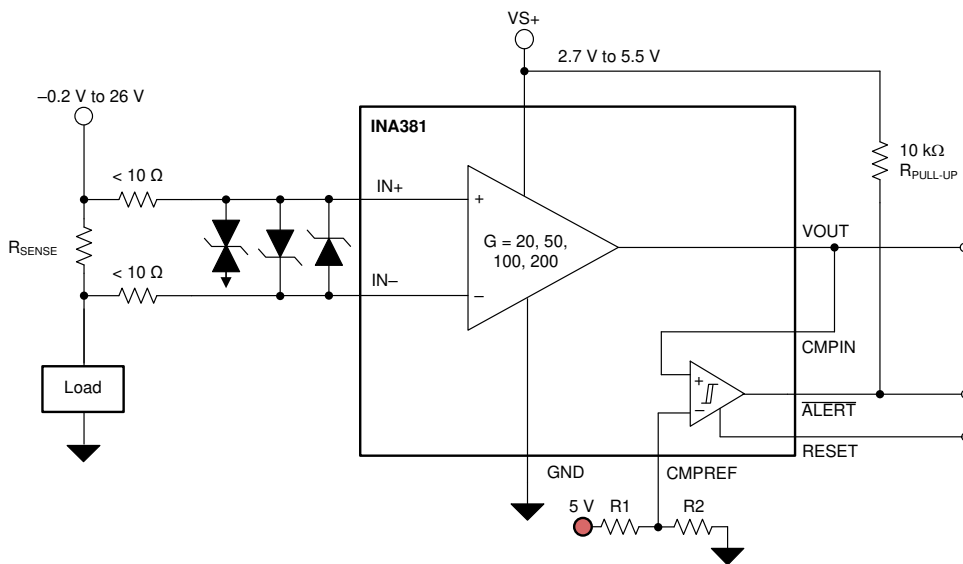 VS+
2.7 V to 5.5 V
–0.2 V to 26 V
INA381
10 kΩ
RPULL-UP
< 10 Ω
IN+
+
G = 20, 50,
100, 200
VOUT
RSENSE
< 10 Ω
IN–
–
CMPIN
Load
+
–
ALERT
RESET
GND
CMPREF
5 V
R1
R2